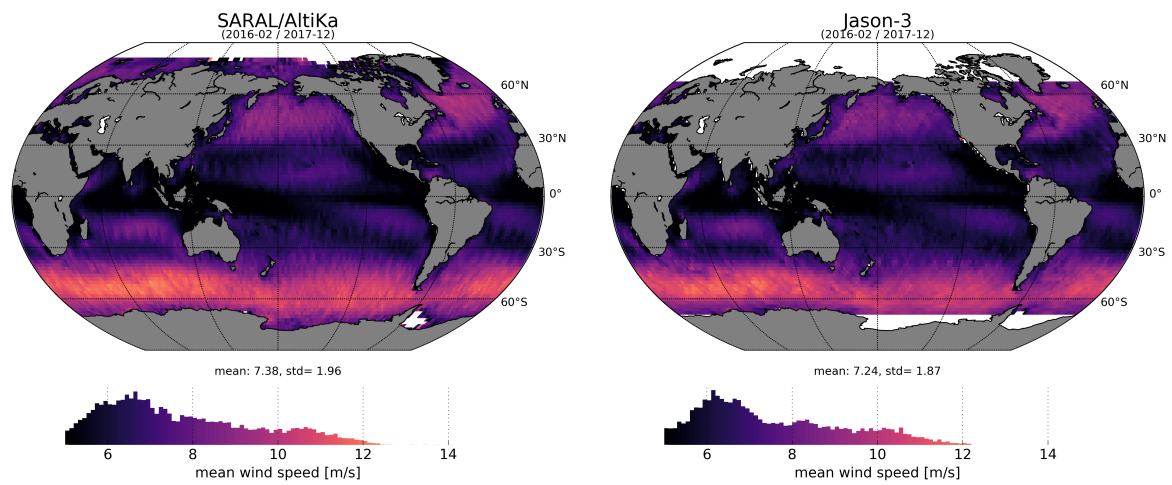 SARAL/AltiKa
(2016-02 / 2017-12)
60°N
30°N
0°
30°S
60°S
mean: 7.38, std= 1.96
6 8 10 12 14
mean wind speed [m/s]
Jason-3
(2016-02 / 2017-12)
60°N
30°N
0°
30°S
60°S
mean: 7.24, std= 1.87
6 8 10 12 14
mean wind speed [m/s]